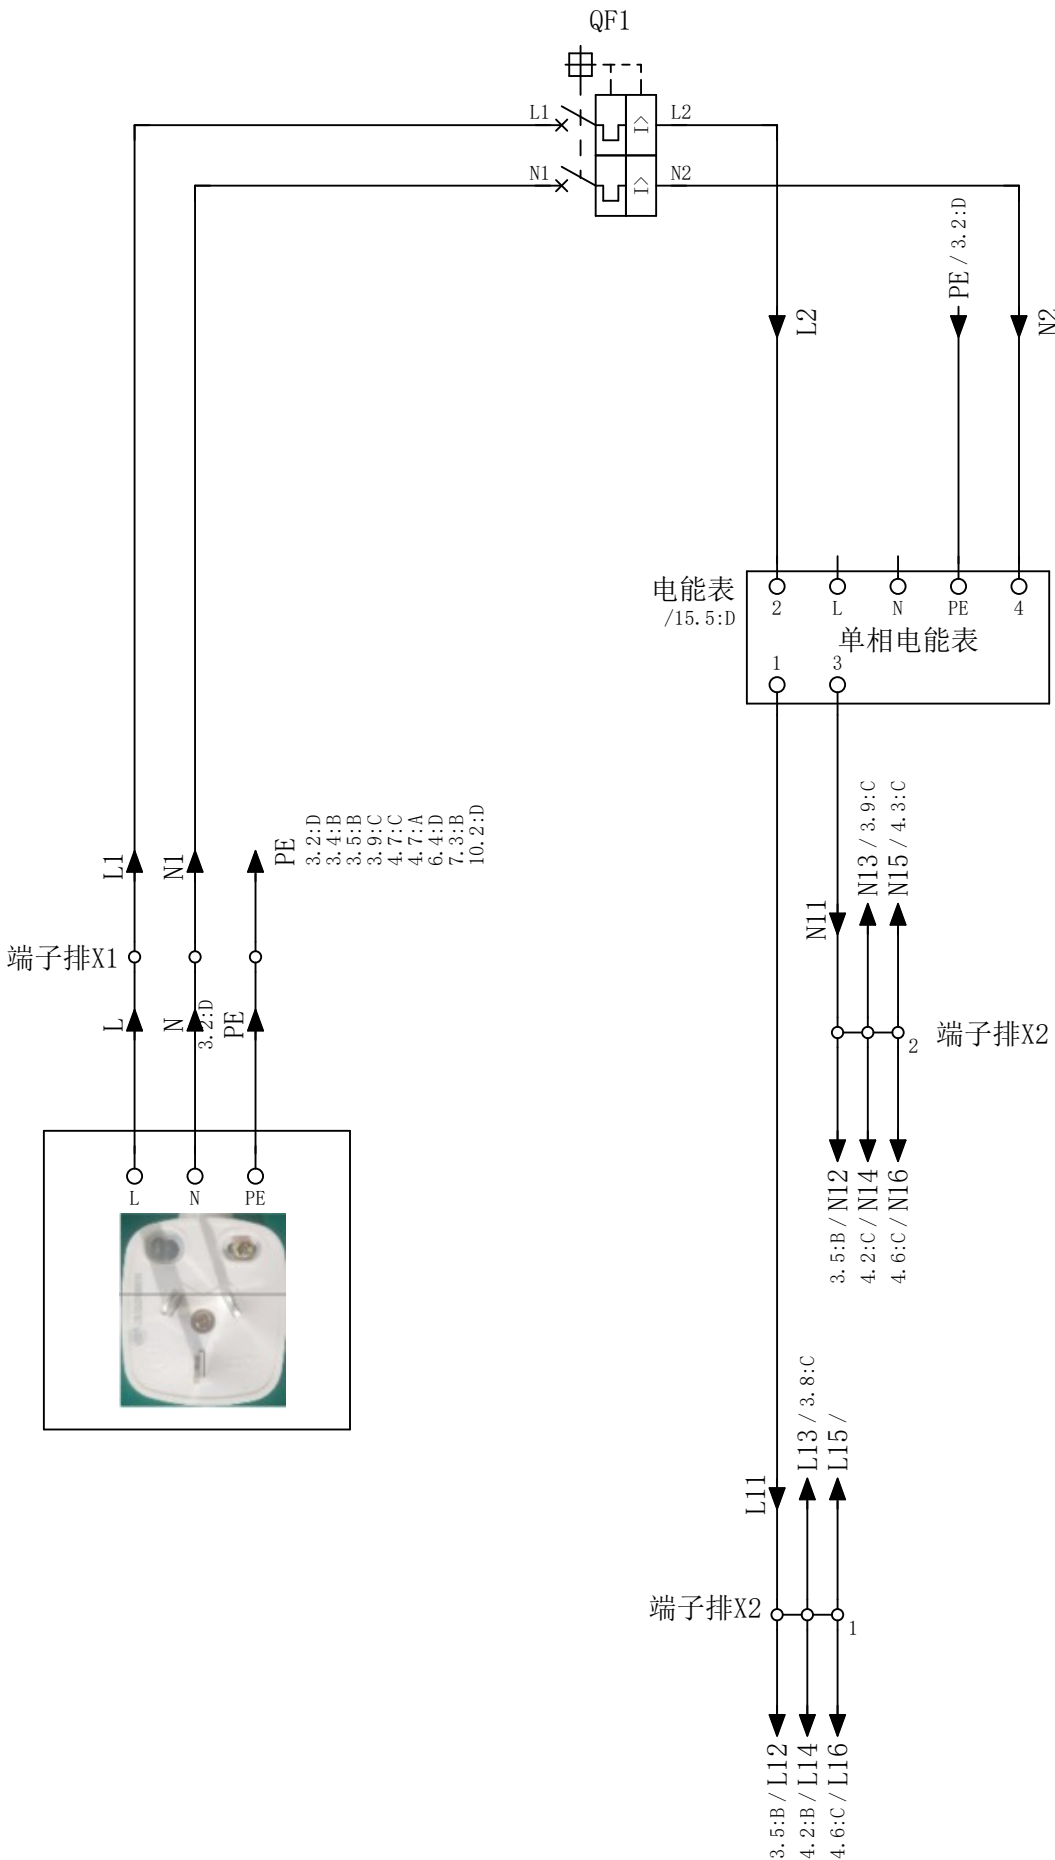 QF1
L1
L2
N1
N2
PE / 3.2:D
L2
N2
电能表
/15.5:D
2
L
N
PE
4
单相电能表
1
3
L1
N1
PE
3.2:D
3.4:B
3.5:B
3.9:C
4.7:C
4.7:A
6.4:D
7.3:B
10.2:D
N13 / 3.9:C
N15 / 4.3:C
N11
端子排X1
L
N
3.2:D
PE
端子排X2
2
3.5:B / N12
4.2:C / N14
4.6:C / N16
L
N
PE
L13 / 3.8:C
L15 /
L11
端子排X2
1
3.5:B / L12
4.2:B / L14
4.6:C / L16